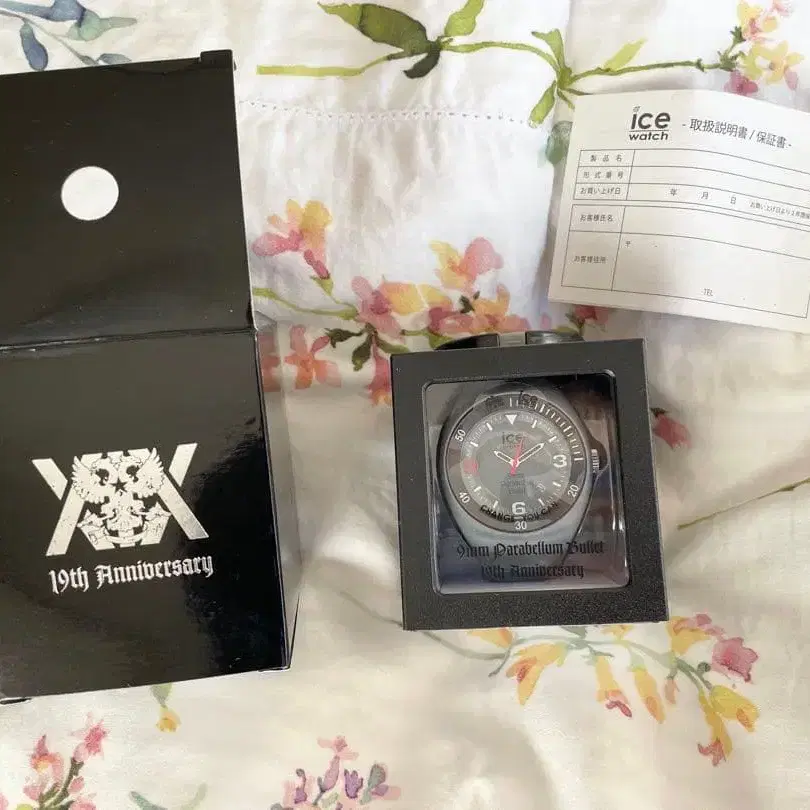 XIX
19th Anniversary
ice
watch
- 取扱説明書/保証書-
製品名
形式番号
お買い上げ日
年 月 日
お客様氏名
お客様住所
〒
TEL
ice
50
40
30
20
3
6
CHANGE. YOU CAN.
9mm Parabellum Bullet
19th Anniversary